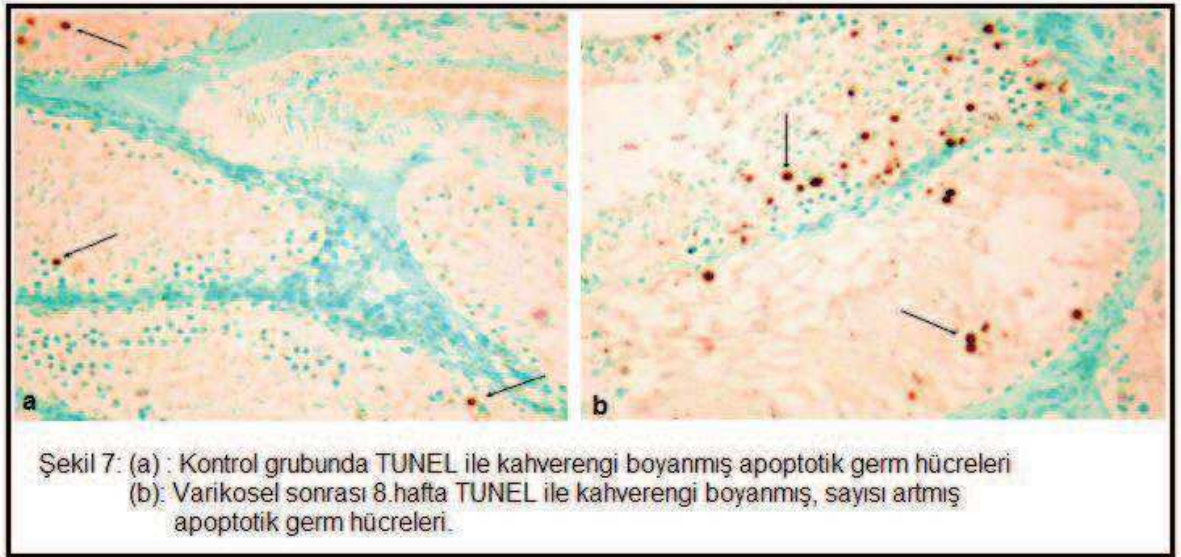 a
b
Şekil 7: (a) : Kontrol grubunda TUNEL ile kahverengi boyanmış apoptotik germ hücreleri
(b): Varikosel sonrası 8.hafta TUNEL ile kahverengi boyanmış, sayısı artmış
apoptotik germ hücreleri.